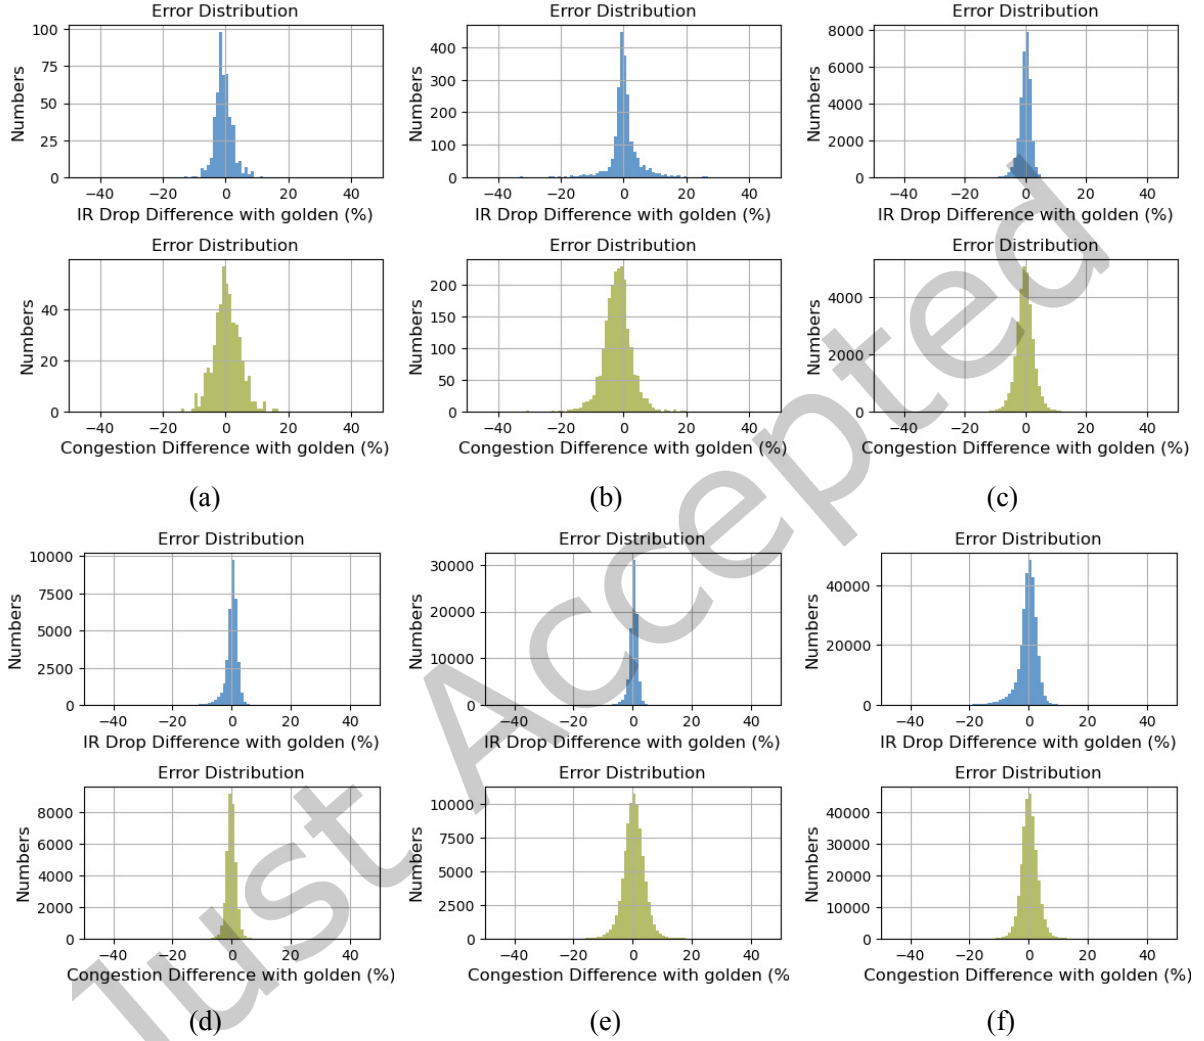 Error Distribution
Numbers
100
75
50
25
0
−40 −20 0 20 40
IR Drop Difference with golden (%)
Error Distribution
Numbers
40
20
0
−40 −20 0 20 40
Congestion Difference with golden (%)
(a)
Error Distribution
Numbers
400
300
200
100
0
−40 −20 0 20 40
IR Drop Difference with golden (%)
Error Distribution
Numbers
200
150
100
50
0
−40 −20 0 20 40
Congestion Difference with golden (%)
(b)
Error Distribution
Numbers
8000
6000
4000
2000
0
−40 −20 0 20 40
IR Drop Difference with golden (%)
Error Distribution
Numbers
4000
2000
0
−40 −20 0 20 40
Congestion Difference with golden (%)
(c)
Error Distribution
Numbers
10000
7500
5000
2500
0
−40 −20 0 20 40
IR Drop Difference with golden (%)
Error Distribution
Numbers
8000
6000
4000
2000
0
−40 −20 0 20 40
Congestion Difference with golden (%)
(d)
Error Distribution
Numbers
30000
20000
10000
0
−40 −20 0 20 40
IR Drop Difference with golden (%)
Error Distribution
Numbers
10000
7500
5000
2500
0
−40 −20 0 20 40
Congestion Difference with golden (%)
(e)
Error Distribution
Numbers
40000
20000
0
−40 −20 0 20 40
IR Drop Difference with golden (%)
Error Distribution
Numbers
40000
30000
20000
10000
0
−40 −20 0 20 40
Congestion Difference with golden (%)
(f)
Just Accepted